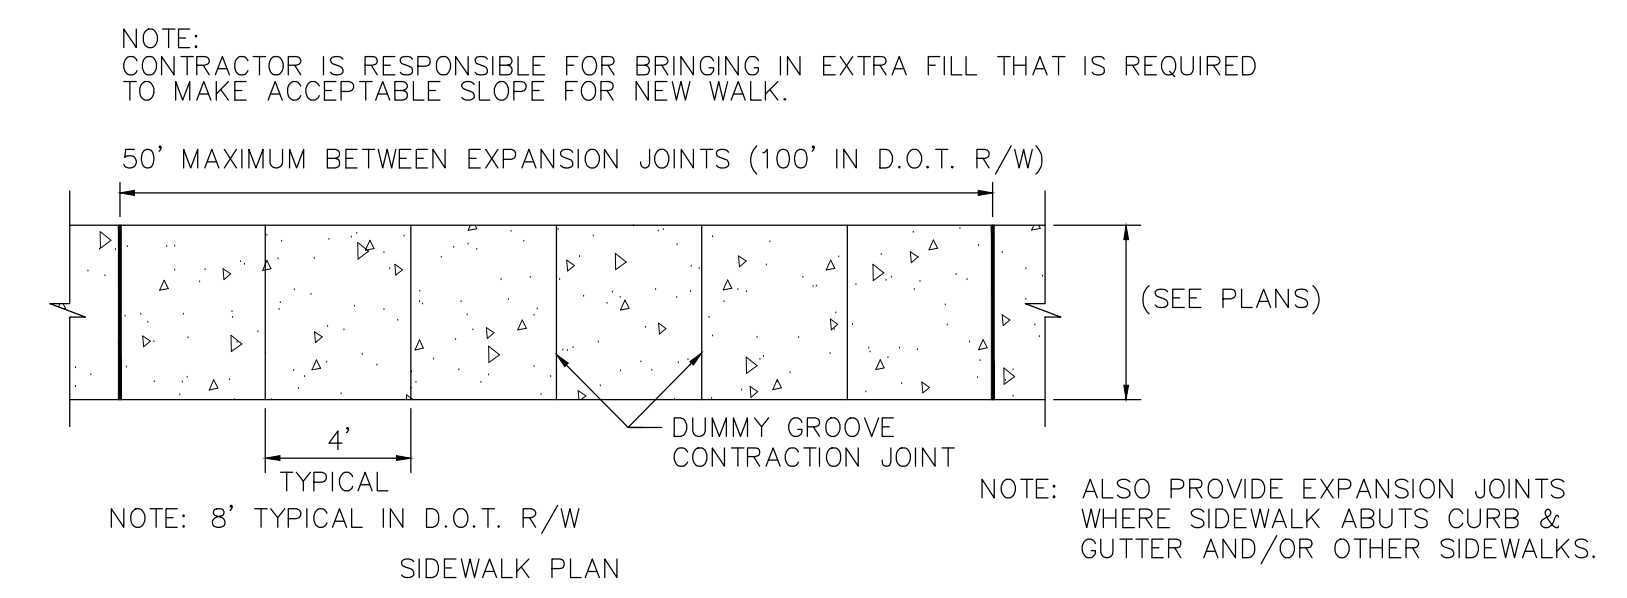 NOTE:
CONTRACTOR IS RESPONSIBLE FOR BRINGING IN EXTRA FILL THAT IS REQUIRED
TO MAKE ACCEPTABLE SLOPE FOR NEW WALK.
50' MAXIMUM BETWEEN EXPANSION JOINTS (100' IN D.O.T. R/W)
(SEE PLANS)
DUMMY GROOVE
CONTRACTION JOINT
4'
TYPICAL
NOTE: 8' TYPICAL IN D.O.T. R/W
NOTE: ALSO PROVIDE EXPANSION JOINTS
WHERE SIDEWALK ABUTS CURB &
GUTTER AND/OR OTHER SIDEWALKS.
SIDEWALK PLAN